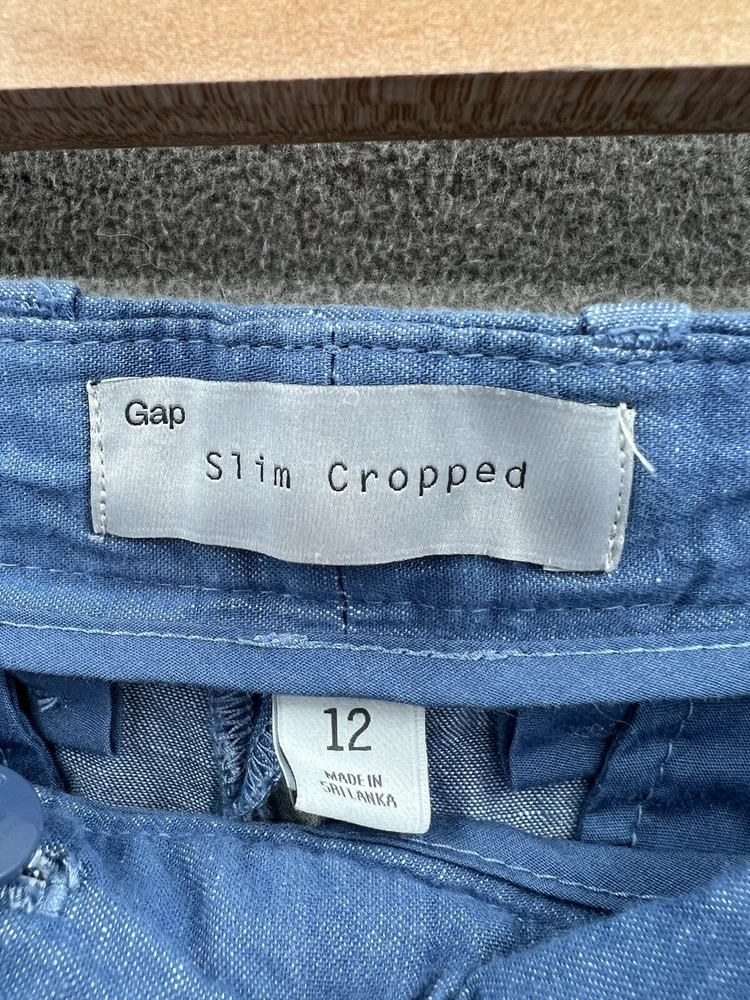 Gap
Slim Cropped
12
MADE IN
SRI LANKA